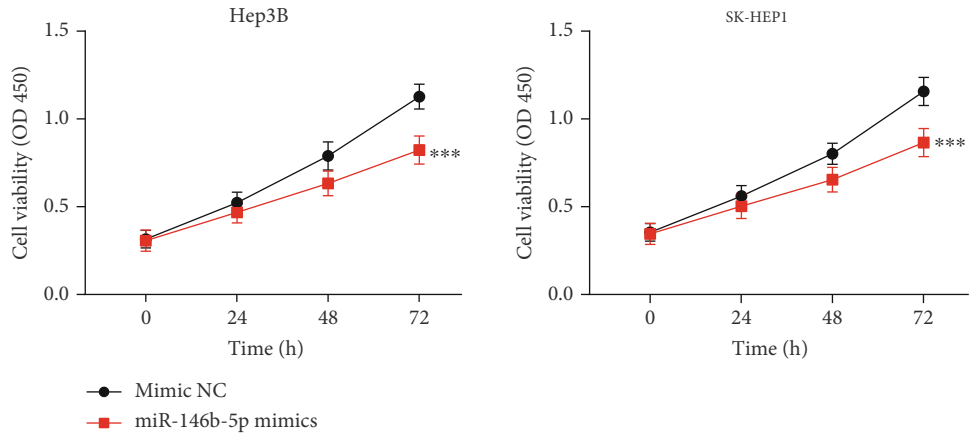 Hep3B
1.5
1.0
0.5
0.0
Cell viability (OD 450)
***
0 24 48 72
Time (h)
SK-HEP1
1.5
1.0
0.5
0.0
Cell viability (OD 450)
***
0 24 48 72
Time (h)
Mimic NC
miR-146b-5p mimics